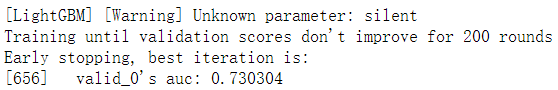 [LightGBM] [Warning] Unknown parameter: silent
Training until validation scores don't improve for 200 rounds
Early stopping, best iteration is:
[656]   valid_0's auc: 0.730304